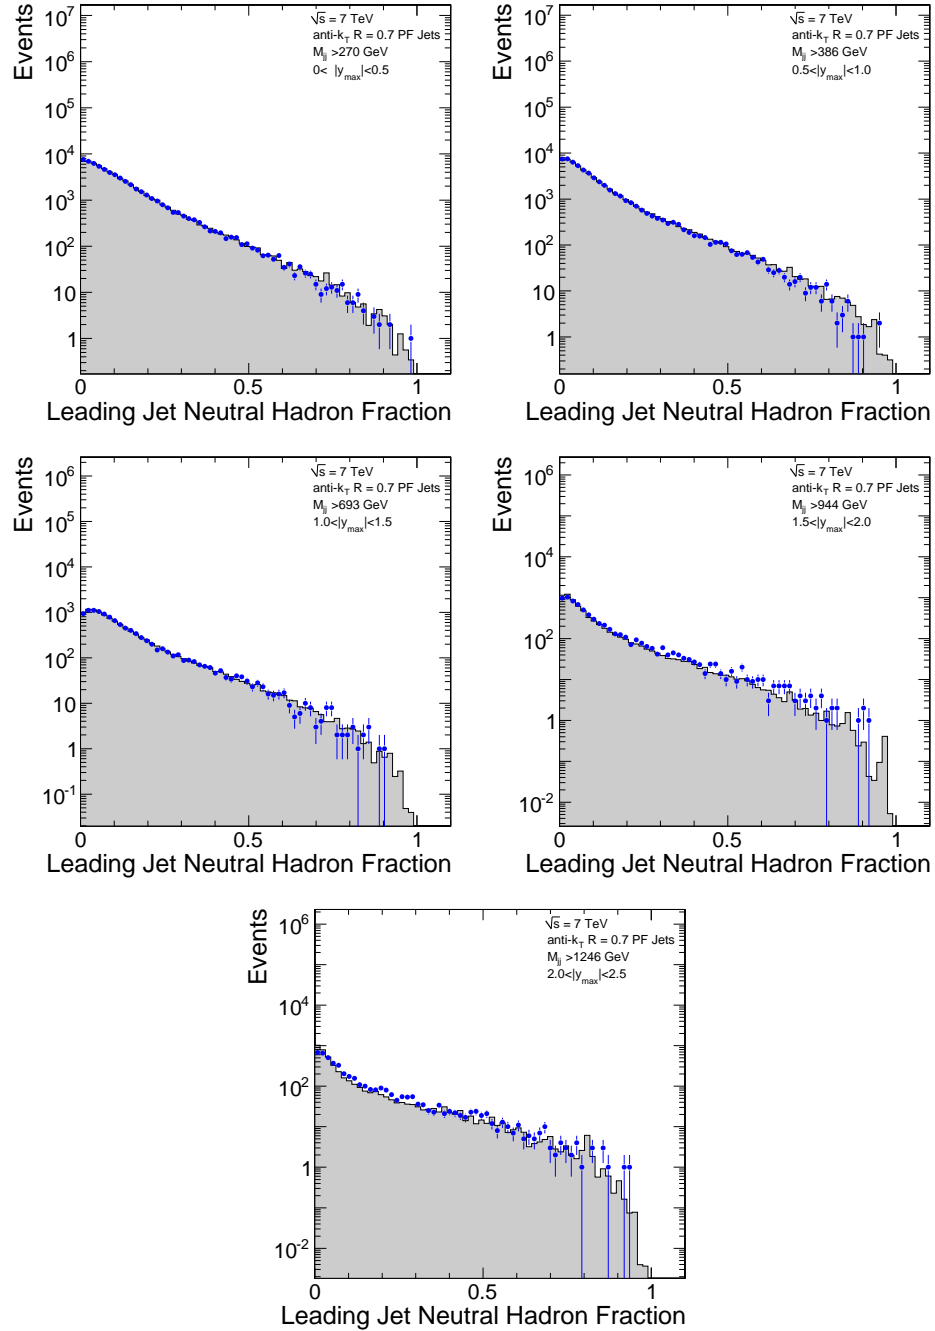 Events
10^7
10^6
10^5
10^4
10^3
10^2
10
1
√s = 7 TeV
anti-k_T R = 0.7 PF Jets
M_jj >270 GeV
0< |y_max|<0.5
0 0.5 1
Leading Jet Neutral Hadron Fraction
Events
10^7
10^6
10^5
10^4
10^3
10^2
10
1
√s = 7 TeV
anti-k_T R = 0.7 PF Jets
M_jj >386 GeV
0.5<|y_max|<1.0
0 0.5 1
Leading Jet Neutral Hadron Fraction
Events
10^6
10^5
10^4
10^3
10^2
10
1
10^-1
√s = 7 TeV
anti-k_T R = 0.7 PF Jets
M_jj >693 GeV
1.0<|y_max|<1.5
0 0.5 1
Leading Jet Neutral Hadron Fraction
Events
10^6
10^4
10^2
1
10^-2
√s = 7 TeV
anti-k_T R = 0.7 PF Jets
M_jj >944 GeV
1.5<|y_max|<2.0
0 0.5 1
Leading Jet Neutral Hadron Fraction
Events
10^6
10^4
10^2
1
10^-2
√s = 7 TeV
anti-k_T R = 0.7 PF Jets
M_jj >1246 GeV
2.0<|y_max|<2.5
0 0.5 1
Leading Jet Neutral Hadron Fraction